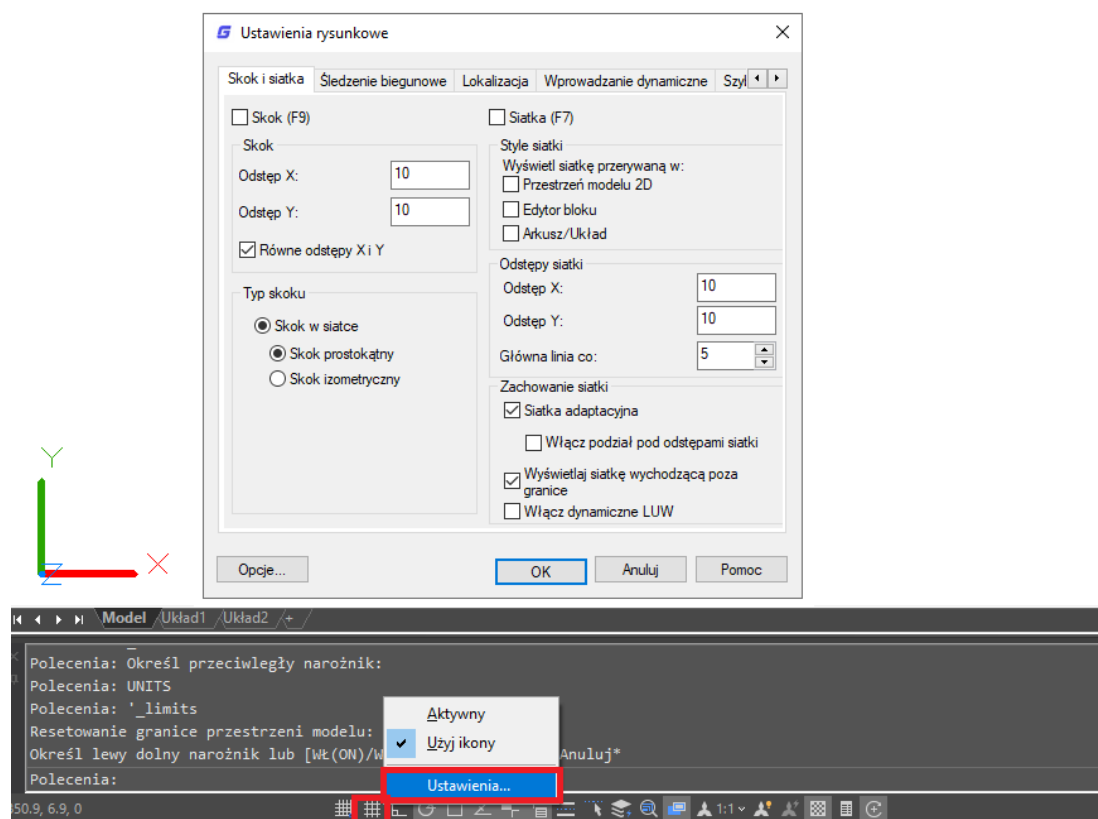 Ustawienia rysunkowe
Skok i siatka Śledzenie biegunowe Lokalizacja Wprowadzanie dynamiczne
Skok (F9)
Skok
Odstęp X: 10
Odstęp Y: 10
Równe odstępy X i Y
Typ skoku
Skok w siatce
Skok prostokątny
Skok izometryczny
Siatka (F7)
Style siatki
Wyświetl siatkę przerywaną w:
Przestrzeń modelu 2D
Edytor bloku
Arkusz/Układ
Odstępy siatki
Odstęp X: 10
Odstęp Y: 10
Główna linia co: 5
Zachowanie siatki
Siatka adaptacyjna
Włącz podział pod odstępami siatki
Wyświetlaj siatkę wychodzącą poza
granice
Włącz dynamiczne LUW
Opcje... OK Anuluj Pomoc
Y
X
Z
Model Układ1 Układ2 +
Polecenia: Określ przeciwległy narożnik:
Polecenia: UNITS
Polecenia: '_limits
Resetowanie granice przestrzeni modelu:
Określ lewy dolny narożnik lub [WŁ(ON)/W Anuluj*
Polecenia:
Aktywny
Użyj ikony
Ustawienia...
350.9, 6.9, 0 1:1